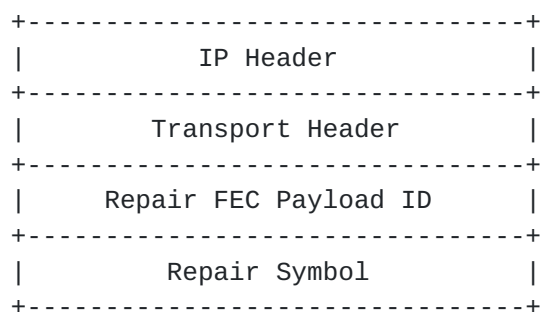 IP Header
Transport Header
Repair FEC Payload ID
Repair Symbol